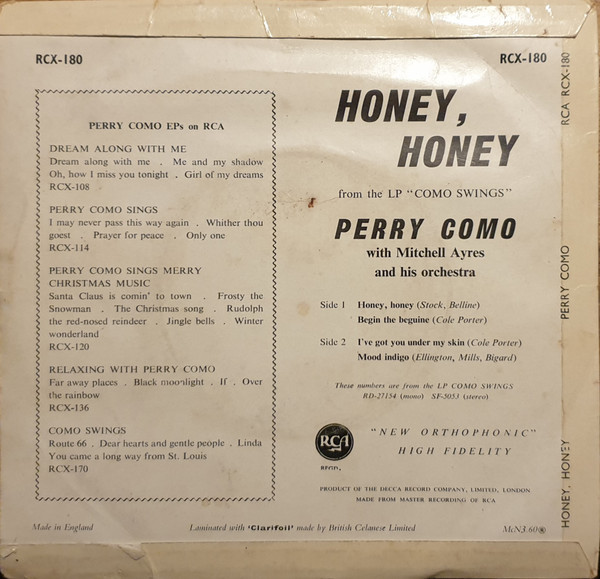 RCX-180
RCX-180
PERRY COMO EPs on RCA
DREAM ALONG WITH ME
Dream along with me . Me and my shadow
Oh, how I miss you tonight . Girl of my dreams
RCX-108
PERRY COMO SINGS
I may never pass this way again . Whither thou
goest . Prayer for peace . Only one
RCX-114
PERRY COMO SINGS MERRY
CHRISTMAS MUSIC
Santa Claus is comin' to town . Frosty the
Snowman . The Christmas song . Rudolph
the red-nosed reindeer . Jingle bells . Winter
wonderland
RCX-120
RELAXING WITH PERRY COMO
Far away places . Black moonlight . If . Over
the rainbow
RCX-136
COMO SWINGS
Route 66 . Dear hearts and gentle people . Linda
You came a long way from St. Louis
RCX-170
HONEY,
HONEY
from the LP "COMO SWINGS"
PERRY COMO
with Mitchell Ayres
and his orchestra
Side 1 Honey, honey (Stock, Belline)
Begin the beguine (Cole Porter)
Side 2 I've got you under my skin (Cole Porter)
Mood indigo (Ellington, Mills, Bigard)
These numbers are from the LP COMO SWINGS
RD-27154 (mono) SF-5053 (stereo)
RCA
REGD.
"NEW ORTHOPHONIC"
HIGH FIDELITY
PRODUCT OF THE DECCA RECORD COMPANY, LIMITED, LONDON
MADE FROM MASTER RECORDING OF RCA
Made in England
Laminated with 'Clarifoil' made by British Celanese Limited
McN3.60
RCA RCX-180
PERRY COMO
HONEY, HONEY